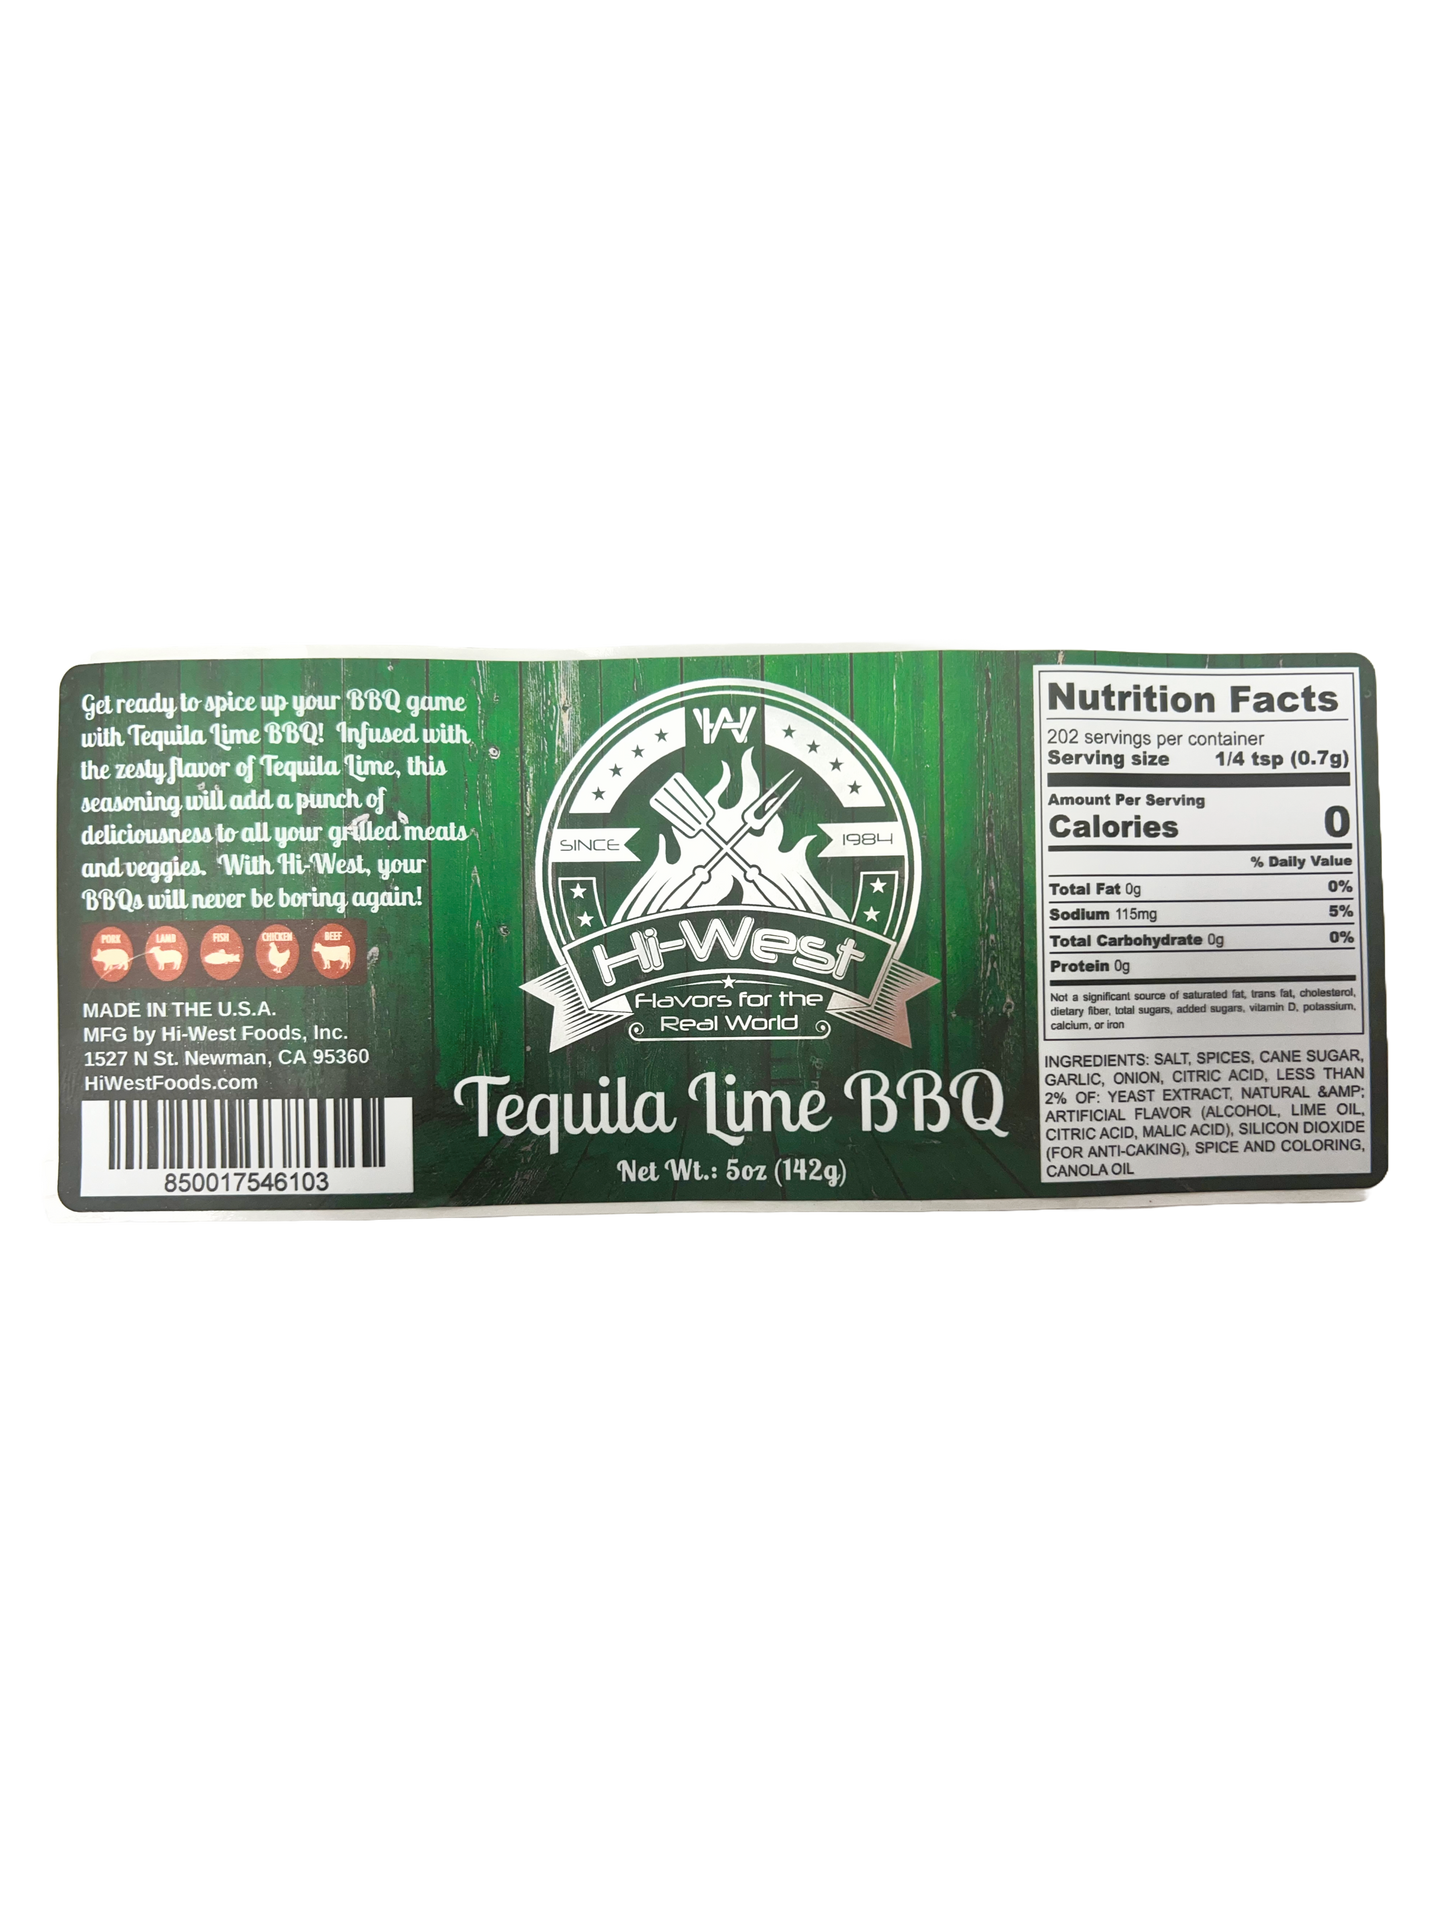 Get ready to spice up your BBQ game
with Tequila Lime BBQ! Infused with
the zesty flavor of Tequila Lime, this
seasoning will add a punch of
deliciousness to all your grilled meats
and veggies. With Hi-West, your
BBQs will never be boring again!
PORK LAMB FISH CHICKEN BEEF
MADE IN THE U.S.A.
MFG by Hi-West Foods, Inc.
1527 N St. Newman, CA 95360
HiWestFoods.com
850017546103
HW
SINCE 1984
Hi-West
Flavors for the
Real World
Tequila Lime BBQ
Net Wt.: 5oz (142g)
Nutrition Facts
202 servings per container
Serving size 1/4 tsp (0.7g)
Amount Per Serving
Calories 0
% Daily Value
Total Fat 0g 0%
Sodium 115mg 5%
Total Carbohydrate 0g 0%
Protein 0g
Not a significant source of saturated fat, trans fat, cholesterol,
dietary fiber, total sugars, added sugars, vitamin D, potassium,
calcium, or iron
INGREDIENTS: SALT, SPICES, CANE SUGAR,
GARLIC, ONION, CITRIC ACID, LESS THAN
2% OF: YEAST EXTRACT, NATURAL &AMP;
ARTIFICIAL FLAVOR (ALCOHOL, LIME OIL,
CITRIC ACID, MALIC ACID), SILICON DIOXIDE
(FOR ANTI-CAKING), SPICE AND COLORING,
CANOLA OIL